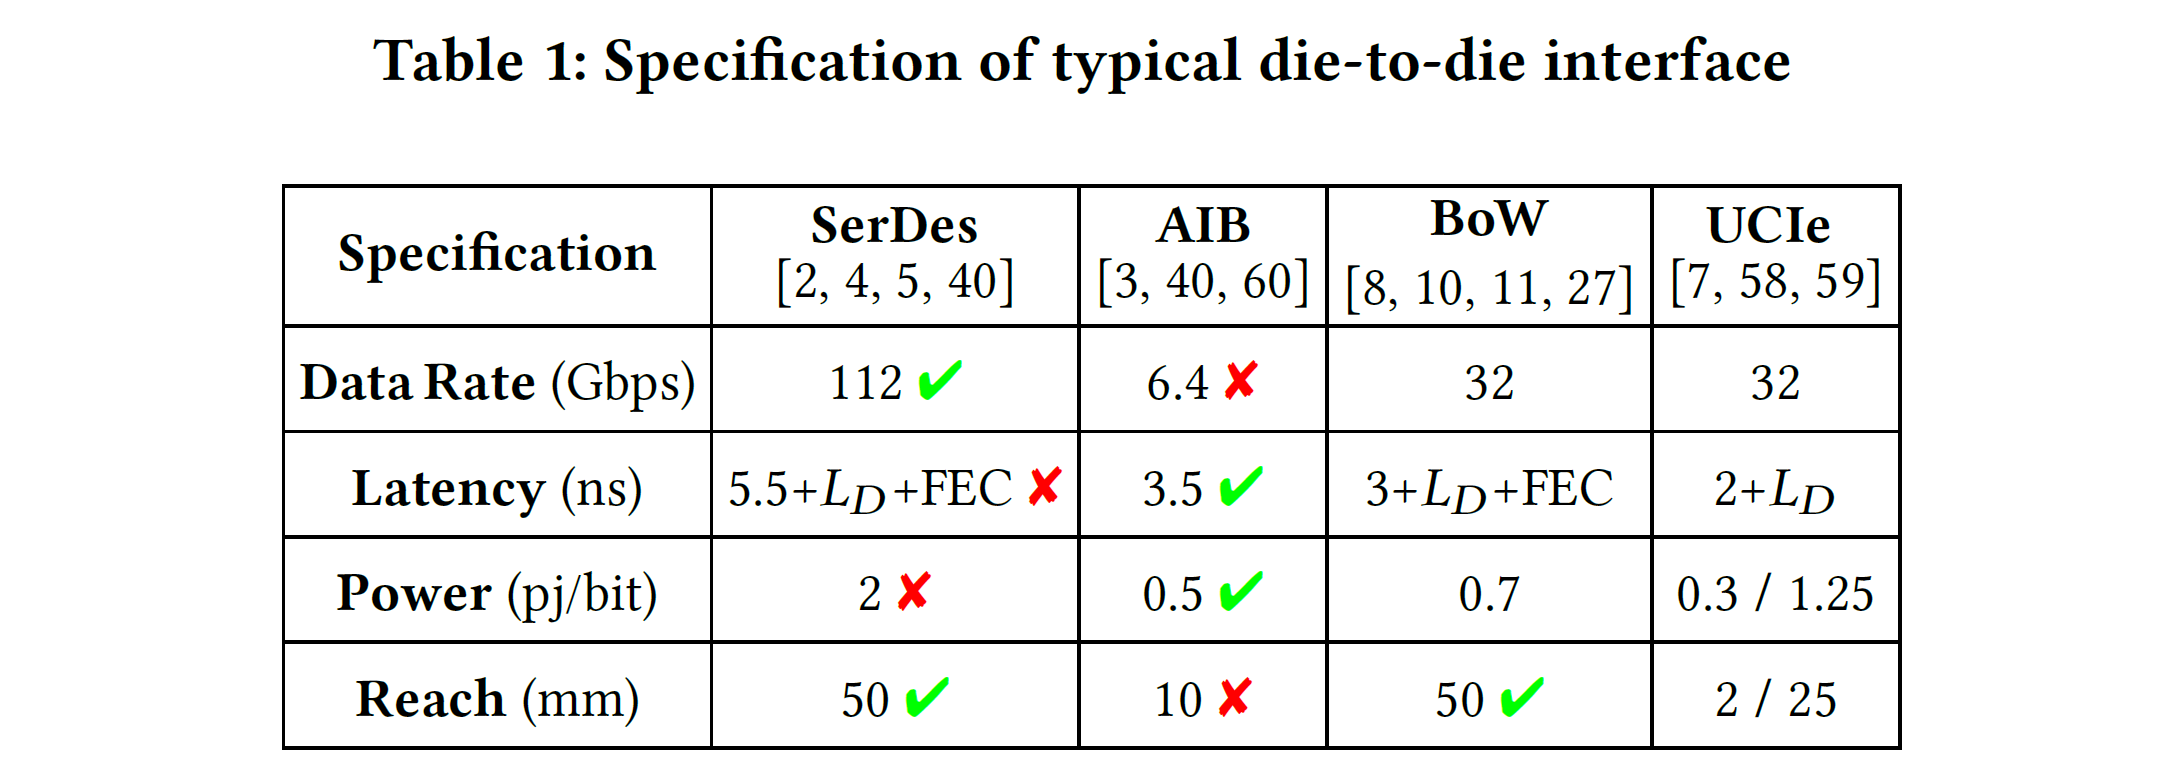 Table 1: Specification of typical die-to-die interface
Specification SerDes [2, 4, 5, 40] AIB [3, 40, 60] BoW [8, 10, 11, 27] UCIe [7, 58, 59]
Data Rate (Gbps) 112 ✔ 6.4 ✘ 32 32
Latency (ns) 5.5+L_D+FEC ✘ 3.5 ✔ 3+L_D+FEC 2+L_D
Power (pj/bit) 2 ✘ 0.5 ✔ 0.7 0.3 / 1.25
Reach (mm) 50 ✔ 10 ✘ 50 ✔ 2 / 25